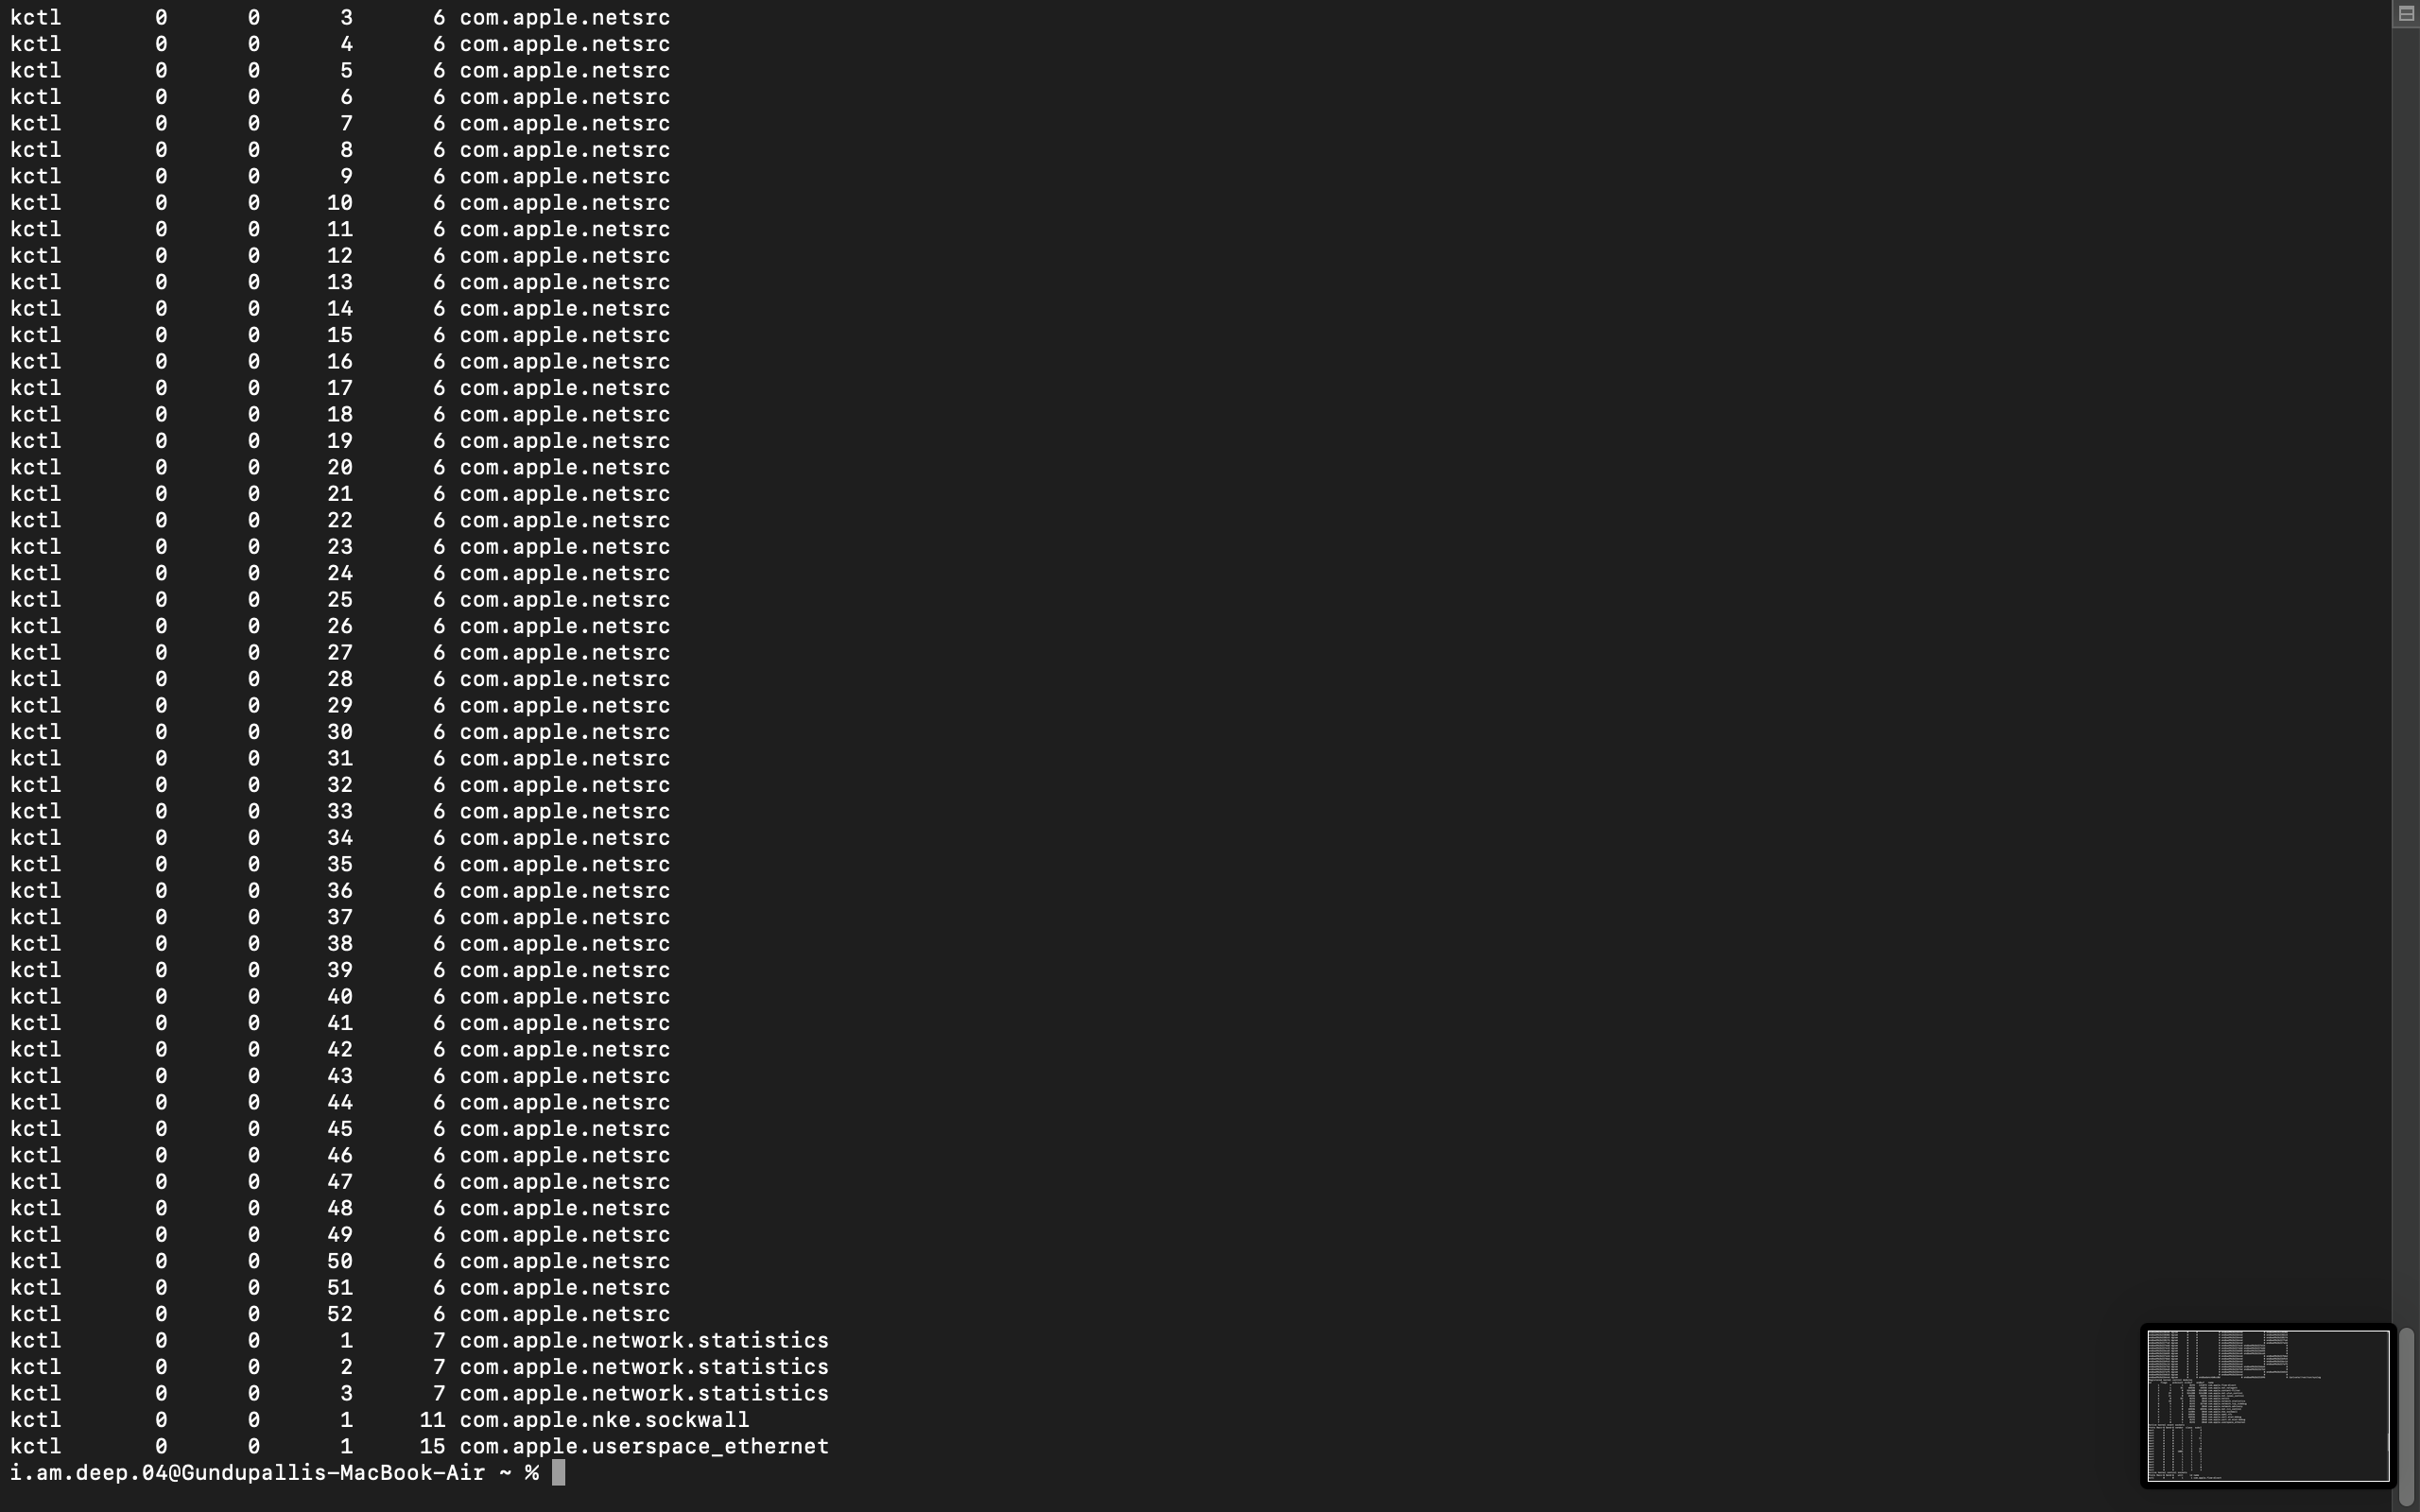 kctl 0 0 3 6 com.apple.netsrc
kctl 0 0 4 6 com.apple.netsrc
kctl 0 0 5 6 com.apple.netsrc
kctl 0 0 6 6 com.apple.netsrc
kctl 0 0 7 6 com.apple.netsrc
kctl 0 0 8 6 com.apple.netsrc
kctl 0 0 9 6 com.apple.netsrc
kctl 0 0 10 6 com.apple.netsrc
kctl 0 0 11 6 com.apple.netsrc
kctl 0 0 12 6 com.apple.netsrc
kctl 0 0 13 6 com.apple.netsrc
kctl 0 0 14 6 com.apple.netsrc
kctl 0 0 15 6 com.apple.netsrc
kctl 0 0 16 6 com.apple.netsrc
kctl 0 0 17 6 com.apple.netsrc
kctl 0 0 18 6 com.apple.netsrc
kctl 0 0 19 6 com.apple.netsrc
kctl 0 0 20 6 com.apple.netsrc
kctl 0 0 21 6 com.apple.netsrc
kctl 0 0 22 6 com.apple.netsrc
kctl 0 0 23 6 com.apple.netsrc
kctl 0 0 24 6 com.apple.netsrc
kctl 0 0 25 6 com.apple.netsrc
kctl 0 0 26 6 com.apple.netsrc
kctl 0 0 27 6 com.apple.netsrc
kctl 0 0 28 6 com.apple.netsrc
kctl 0 0 29 6 com.apple.netsrc
kctl 0 0 30 6 com.apple.netsrc
kctl 0 0 31 6 com.apple.netsrc
kctl 0 0 32 6 com.apple.netsrc
kctl 0 0 33 6 com.apple.netsrc
kctl 0 0 34 6 com.apple.netsrc
kctl 0 0 35 6 com.apple.netsrc
kctl 0 0 36 6 com.apple.netsrc
kctl 0 0 37 6 com.apple.netsrc
kctl 0 0 38 6 com.apple.netsrc
kctl 0 0 39 6 com.apple.netsrc
kctl 0 0 40 6 com.apple.netsrc
kctl 0 0 41 6 com.apple.netsrc
kctl 0 0 42 6 com.apple.netsrc
kctl 0 0 43 6 com.apple.netsrc
kctl 0 0 44 6 com.apple.netsrc
kctl 0 0 45 6 com.apple.netsrc
kctl 0 0 46 6 com.apple.netsrc
kctl 0 0 47 6 com.apple.netsrc
kctl 0 0 48 6 com.apple.netsrc
kctl 0 0 49 6 com.apple.netsrc
kctl 0 0 50 6 com.apple.netsrc
kctl 0 0 51 6 com.apple.netsrc
kctl 0 0 52 6 com.apple.netsrc
kctl 0 0 1 7 com.apple.network.statistics
kctl 0 0 2 7 com.apple.network.statistics
kctl 0 0 3 7 com.apple.network.statistics
kctl 0 0 1 11 com.apple.nke.sockwall
kctl 0 0 1 15 com.apple.userspace_ethernet
i.am.deep.04@Gundupallis-MacBook-Air ~ %